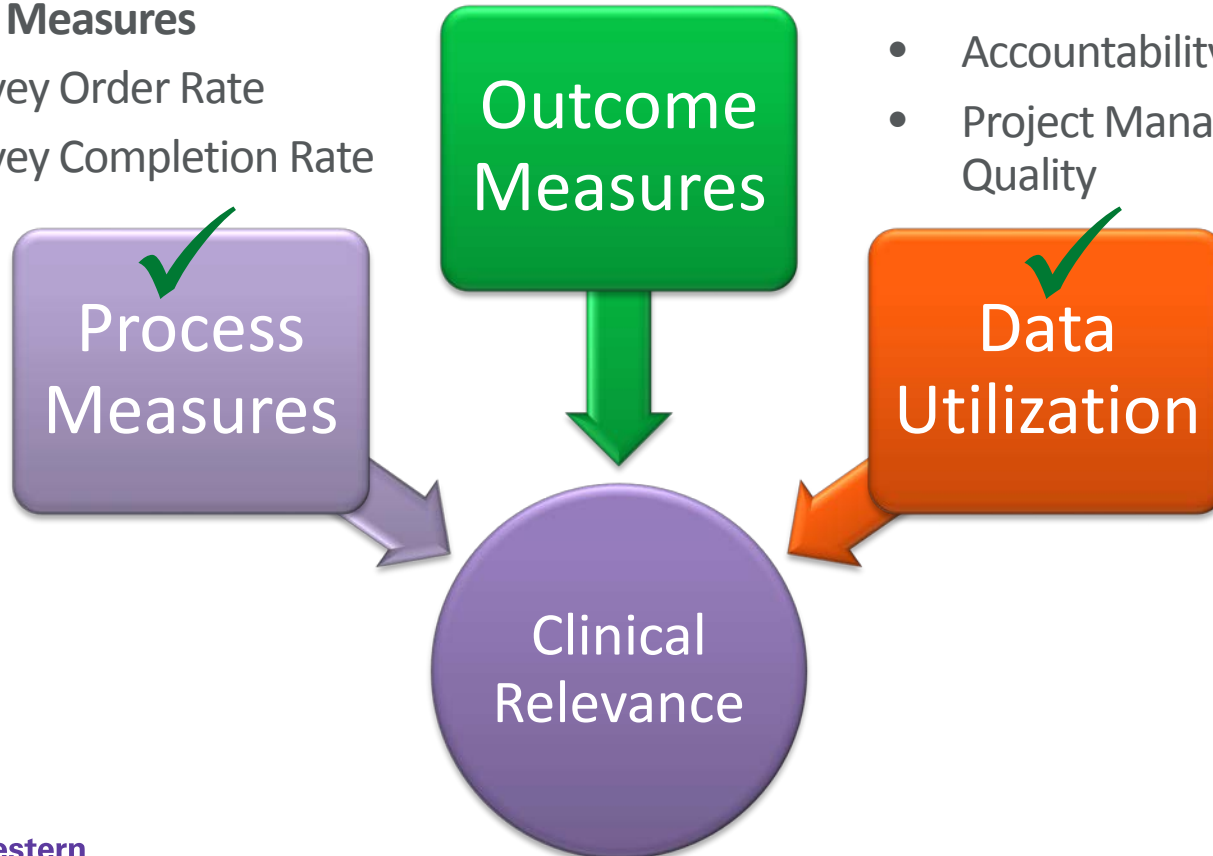 Measures
vey Order Rate
vey Completion Rate
Outcome
Measures
• Accountability
• Project Mana
Quality
Process
Measures
Data
Utilization
Clinical
Relevance
estern